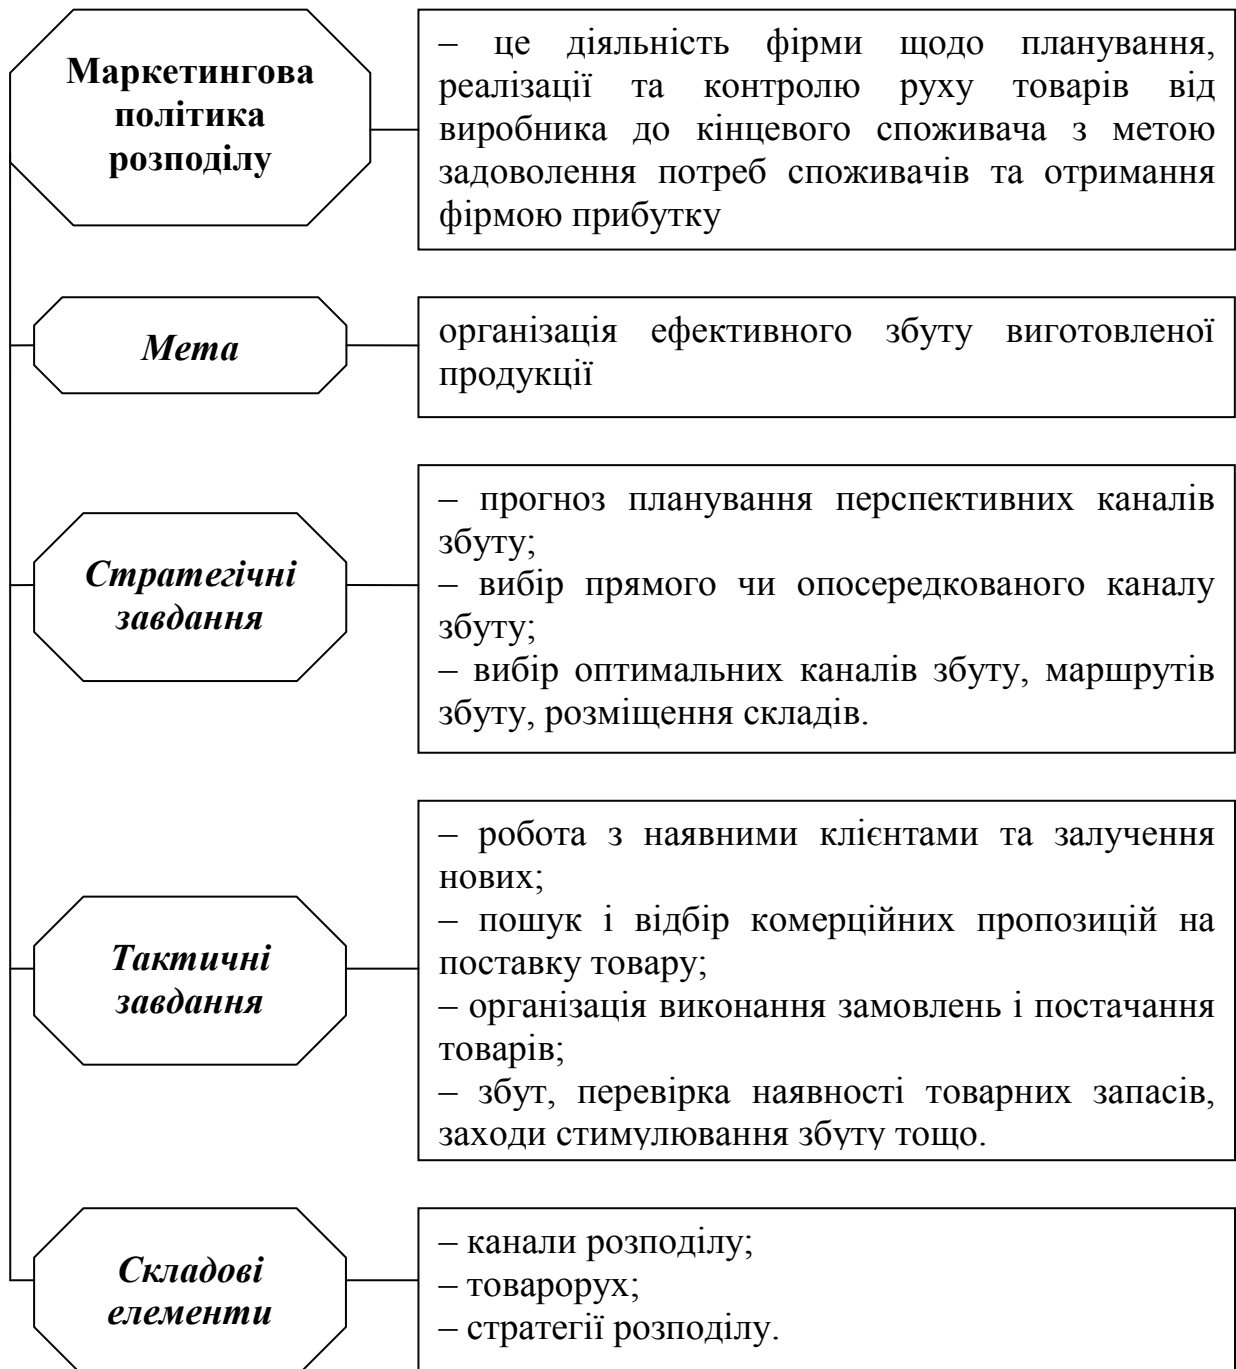 Маркетингова
політика
розподілу
– це діяльність фірми щодо планування,
реалізації та контролю руху товарів від
виробника до кінцевого споживача з метою
задоволення потреб споживачів та отримання
фірмою прибутку
Мета
організація ефективного збуту виготовленої
продукції
Стратегічні
завдання
– прогноз планування перспективних каналів
збуту;
– вибір прямого чи опосередкованого каналу
збуту;
– вибір оптимальних каналів збуту, маршрутів
збуту, розміщення складів.
Тактичні
завдання
– робота з наявними клієнтами та залучення
нових;
– пошук і відбір комерційних пропозицій на
поставку товару;
– організація виконання замовлень і постачання
товарів;
– збут, перевірка наявності товарних запасів,
заходи стимулювання збуту тощо.
Складові
елементи
– канали розподілу;
– товарорух;
– стратегії розподілу.